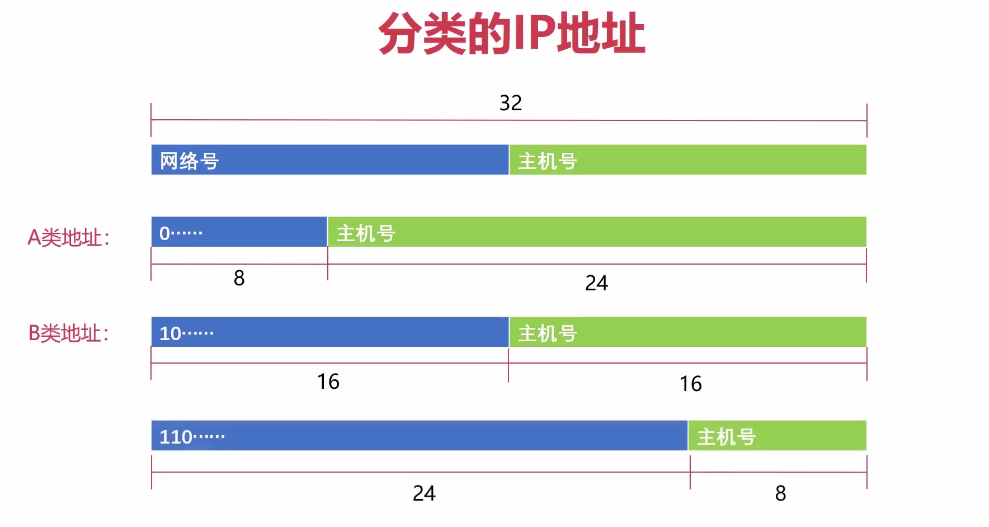 分类的IP地址
32
网络号 主机号
A类地址： 0…… 主机号
8 24
B类地址： 10…… 主机号
16 16
110…… 主机号
24 8